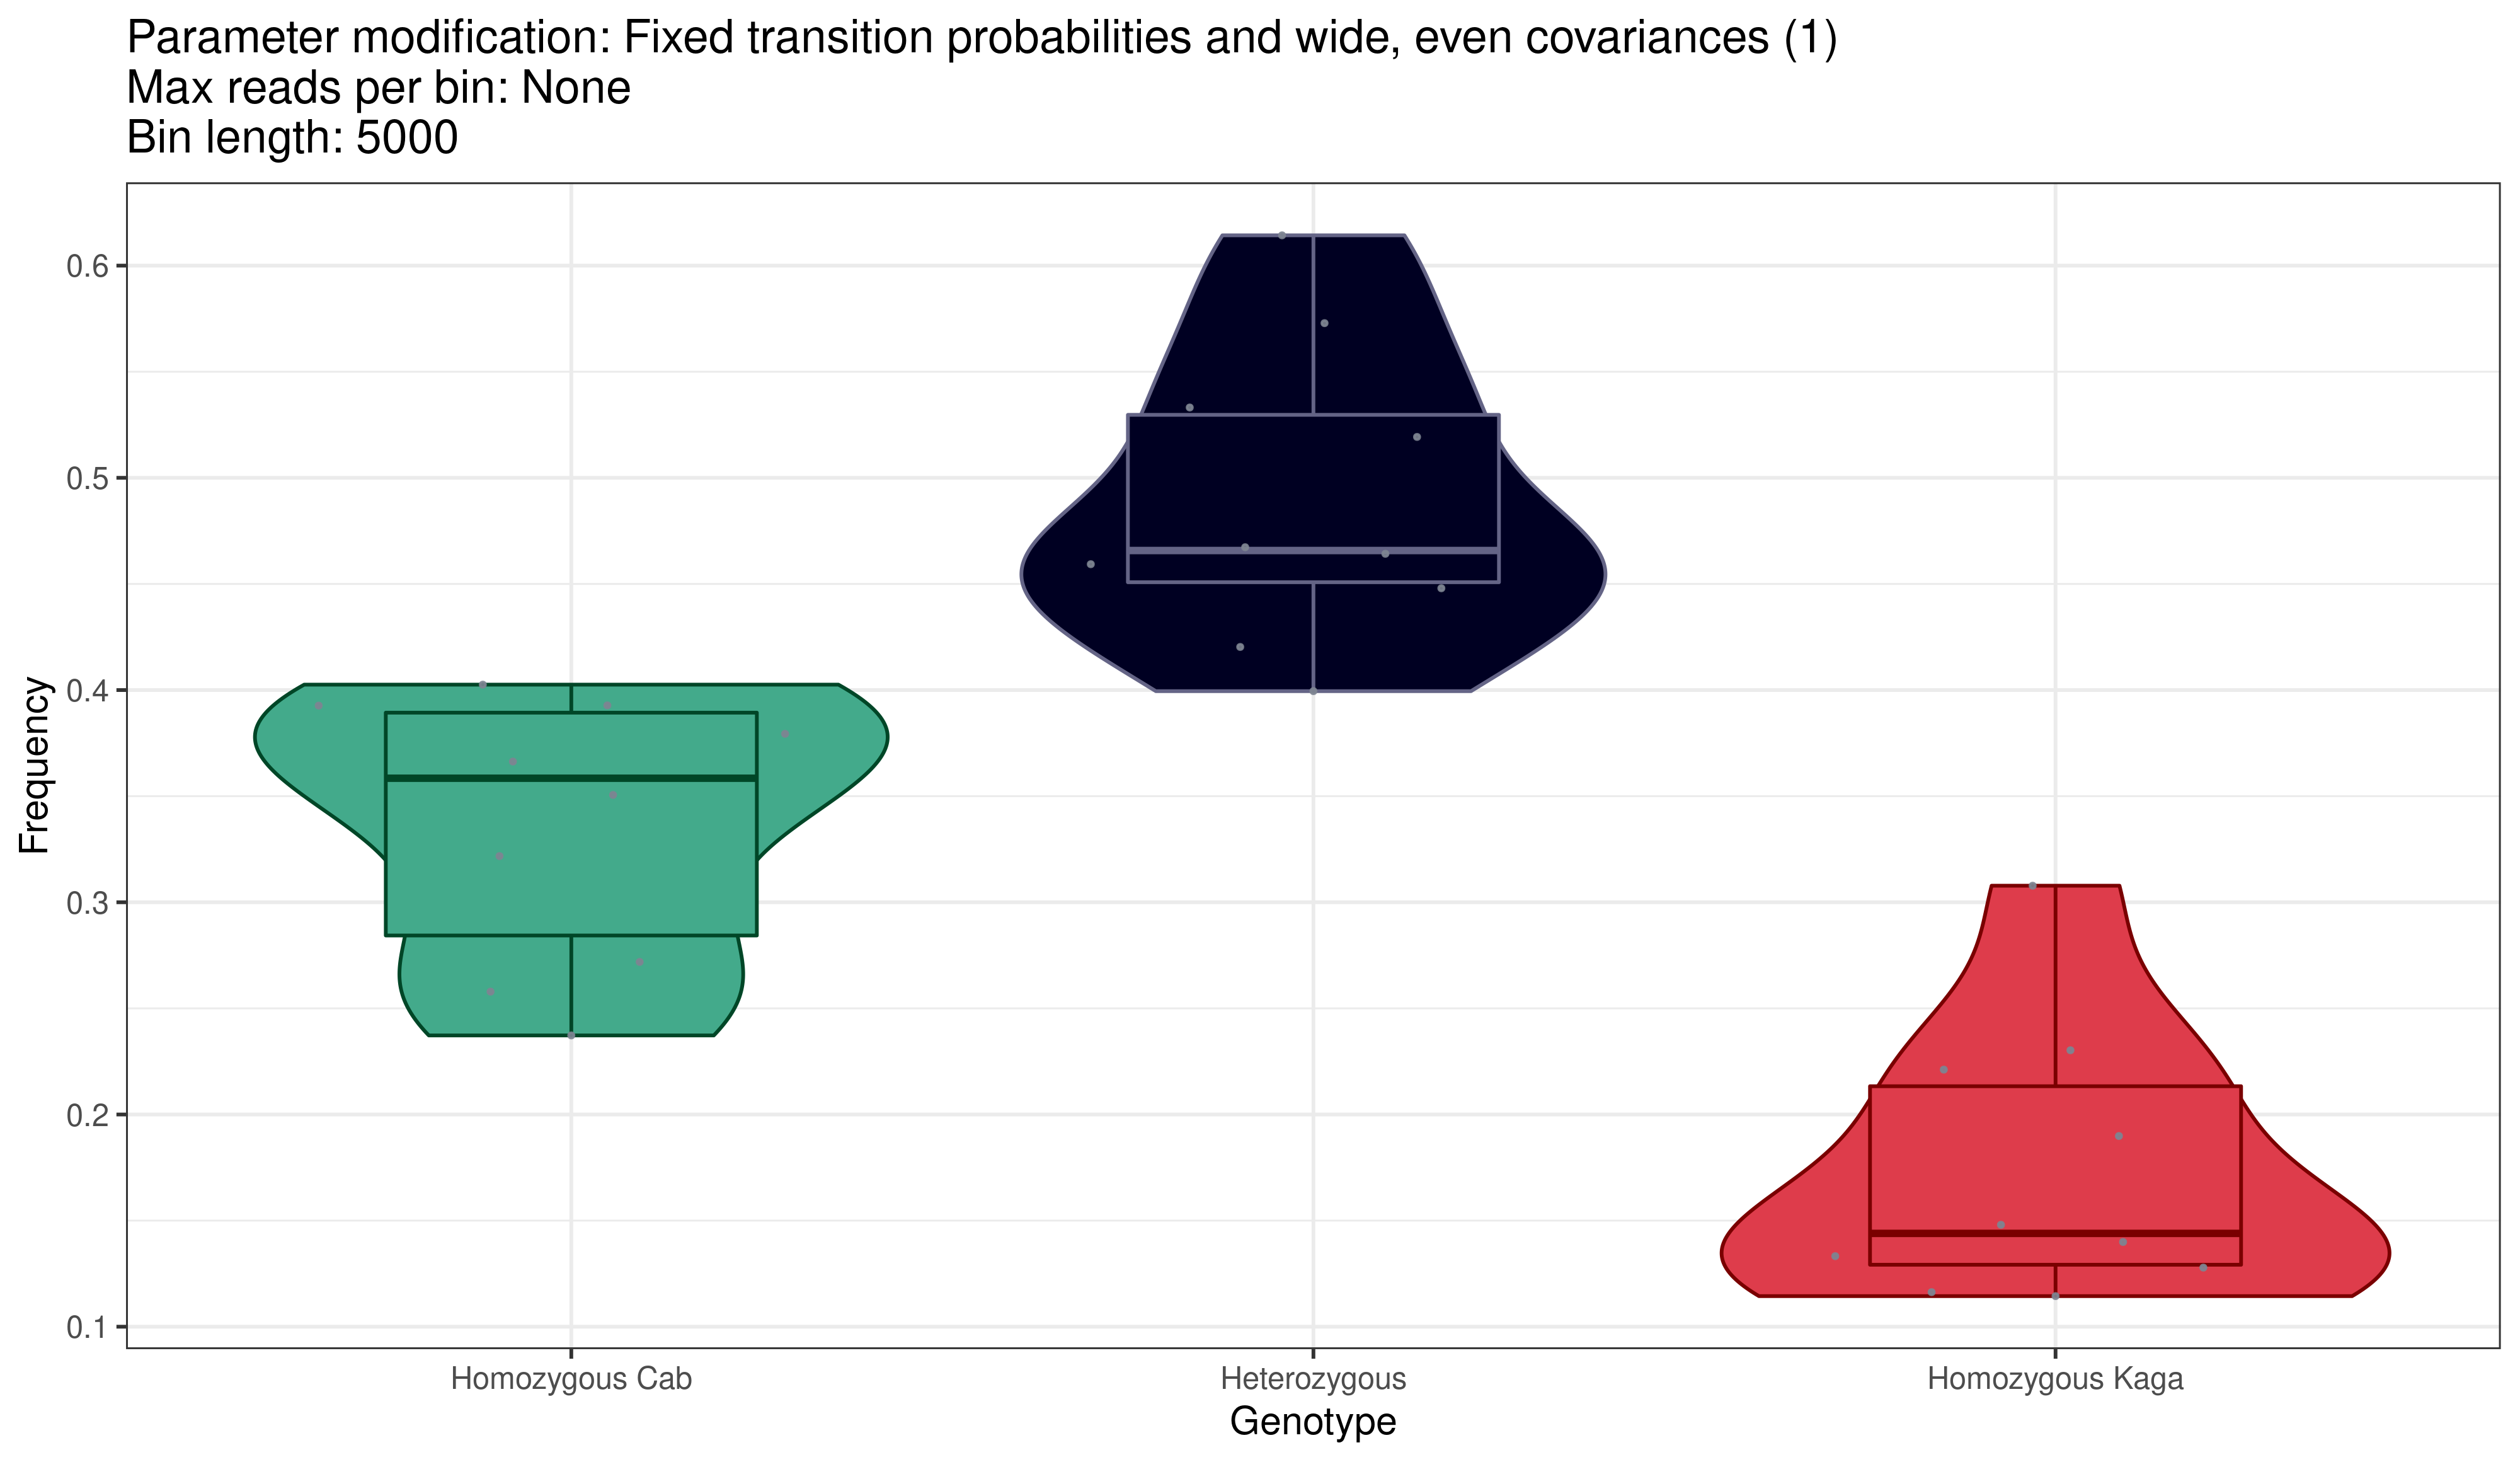 Parameter modification: Fixed transition probabilities and wide, even covariances (1)
Max reads per bin: None
Bin length: 5000
0.6
0.5
0.4
0.3
0.2
0.1
Frequency
Homozygous Cab
Heterozygous
Homozygous Kaga
Genotype